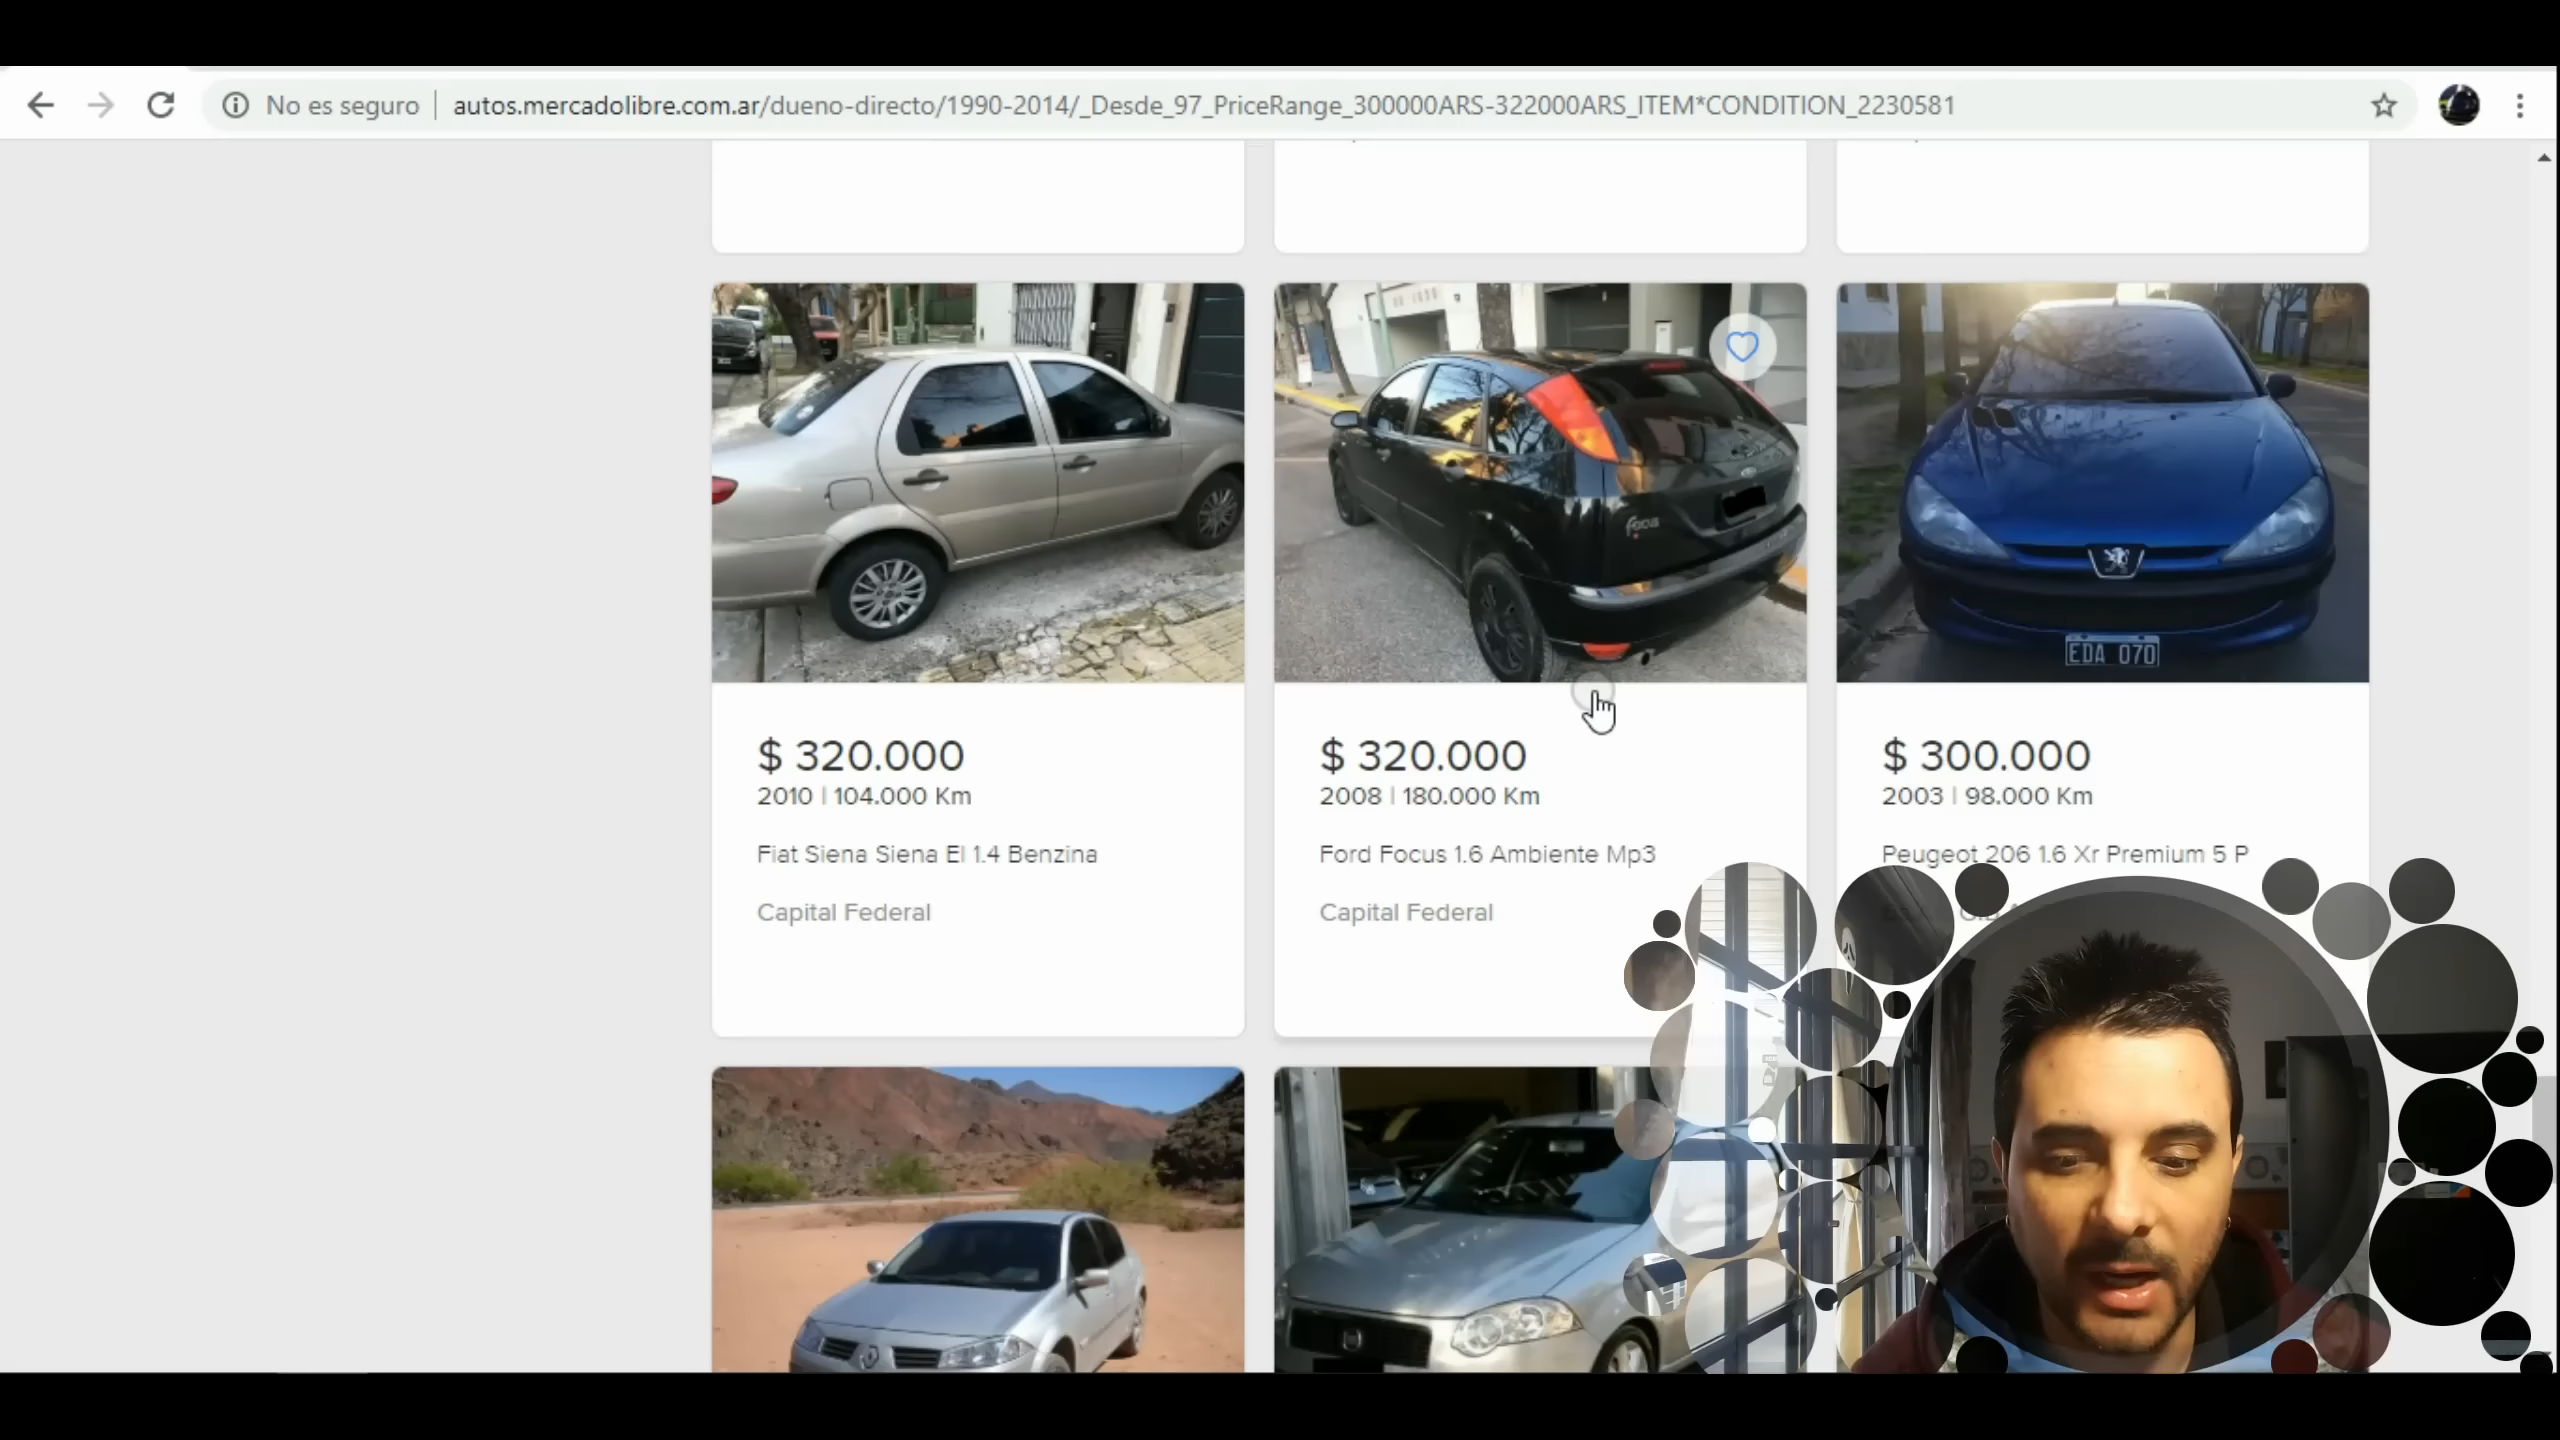 No es seguro
autos.mercadolibre.com.ar/dueno-directo/1990-2014/_Desde_97_PriceRange_300000ARS-322000ARS_ITEM*CONDITION_2230581
Focus
EDA 070
$ 320.000
2010 | 104.000 Km
Fiat Siena Siena El 1.4 Benzina
Capital Federal
$ 320.000
2008 | 180.000 Km
Ford Focus 1.6 Ambiente Mp3
Capital Federal
$ 300.000
2003 | 98.000 Km
Peugeot 206 1.6 Xr Premium 5 P